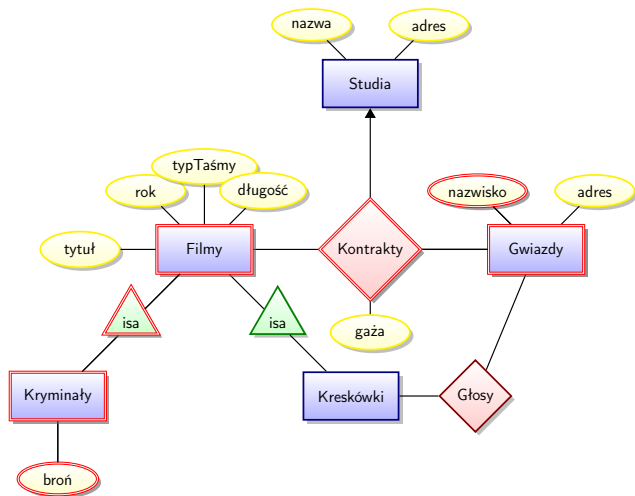 nazwa
adres
Studia
typTaśmy
rok
długość
nazwisko
adres
tytuł
Filmy
Kontrakty
Gwiazdy
isa
isa
gaża
Kryminały
Kreskówki
Głosy
broń